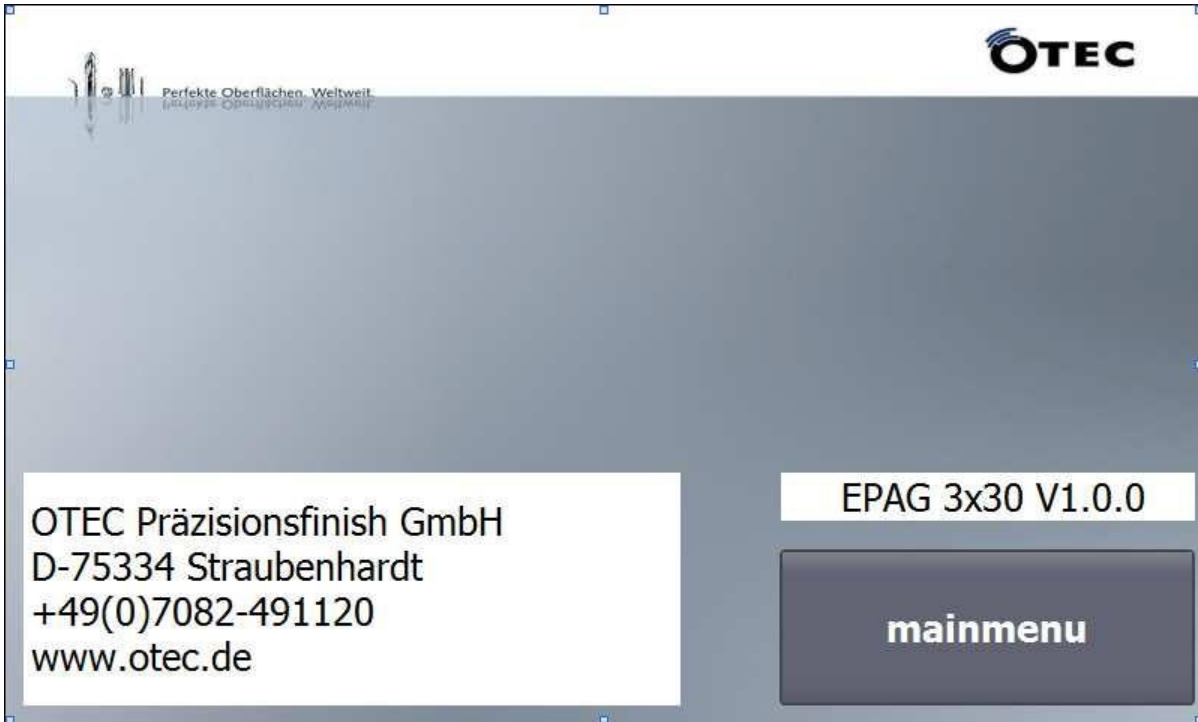 OTEC
Perfekte Oberflächen. Weltweit.
OTEC Präzisionsfinish GmbH
D-75334 Straubenhardt
+49(0)7082-491120
www.otec.de
EPAG 3x30 V1.0.0
mainmenu